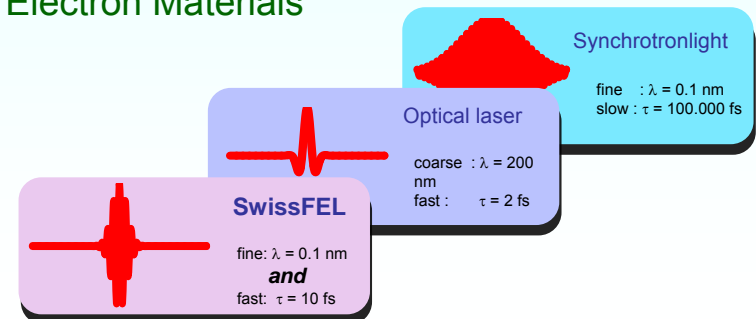 Electron Materials
Synchrotronlight
fine : λ = 0.1 nm
slow : τ = 100.000 fs
Optical laser
coarse : λ = 200
nm
fast : τ = 2 fs
SwissFEL
fine: λ = 0.1 nm
and
fast: τ = 10 fs